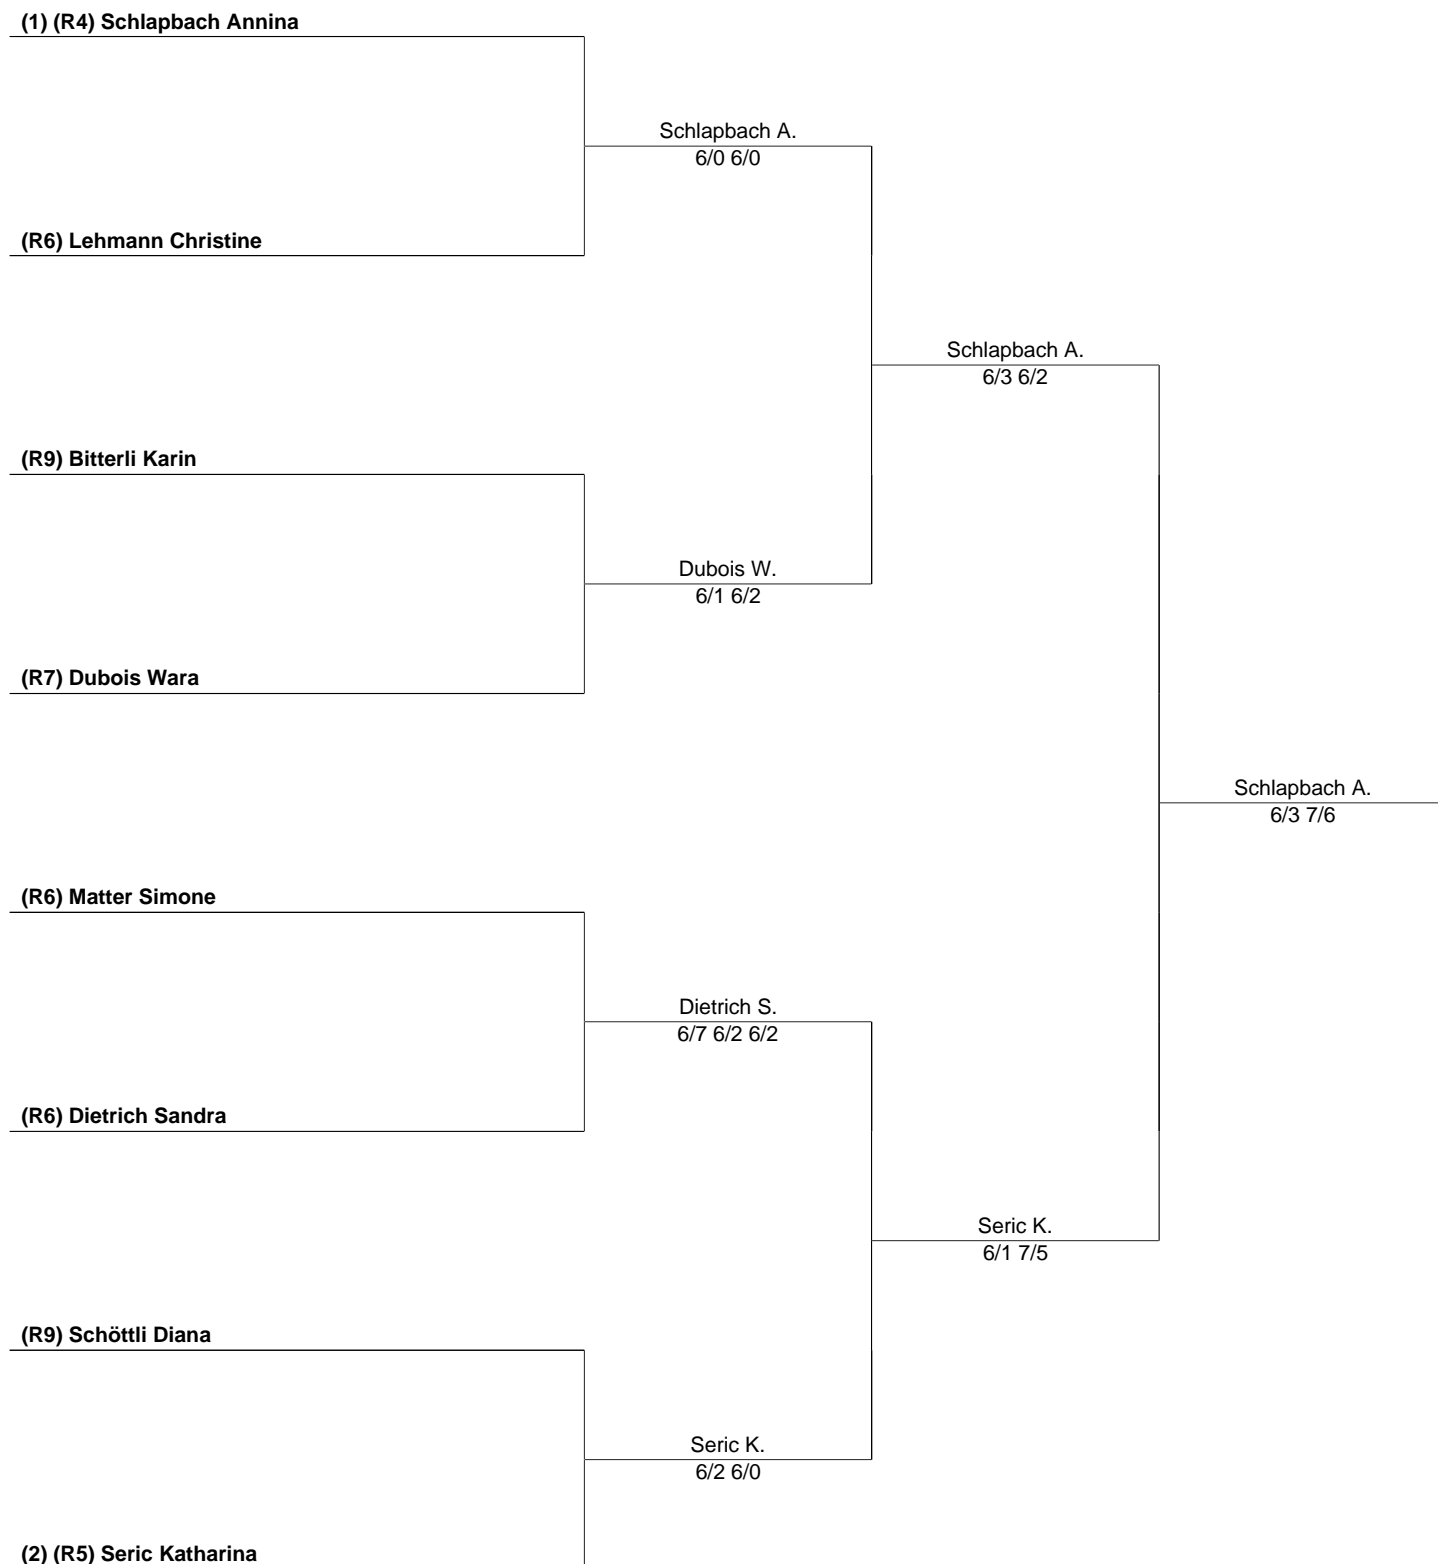 (1) (R4) Schlapbach Annina
Schlapbach A.
6/0 6/0
(R6) Lehmann Christine
Schlapbach A.
6/3 6/2
(R9) Bitterli Karin
Dubois W.
6/1 6/2
(R7) Dubois Wara
Schlapbach A.
6/3 7/6
(R6) Matter Simone
Dietrich S.
6/7 6/2 6/2
(R6) Dietrich Sandra
Seric K.
6/1 7/5
(R9) Schöttli Diana
Seric K.
6/2 6/0
(2) (R5) Seric Katharina